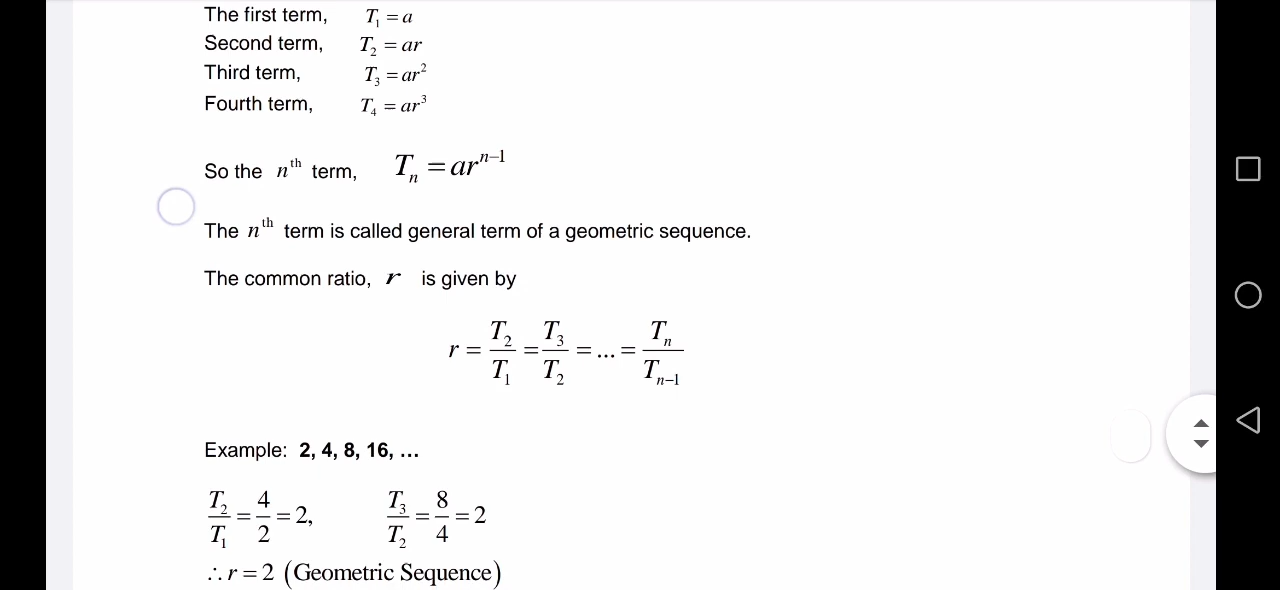 The first term, T₁ = a
Second term, T₂ = ar
Third term, T₃ = ar²
Fourth term, T₄ = ar³
So the nᵗʰ term, Tₙ = arⁿ⁻¹
The nᵗʰ term is called general term of a geometric sequence.
The common ratio, r is given by
r = T₂/T₁ = T₃/T₂ = ... = Tₙ/Tₙ₋₁
Example: 2, 4, 8, 16, ...
T₂/T₁ = 4/2 = 2, T₃/T₂ = 8/4 = 2
∴ r = 2 (Geometric Sequence)